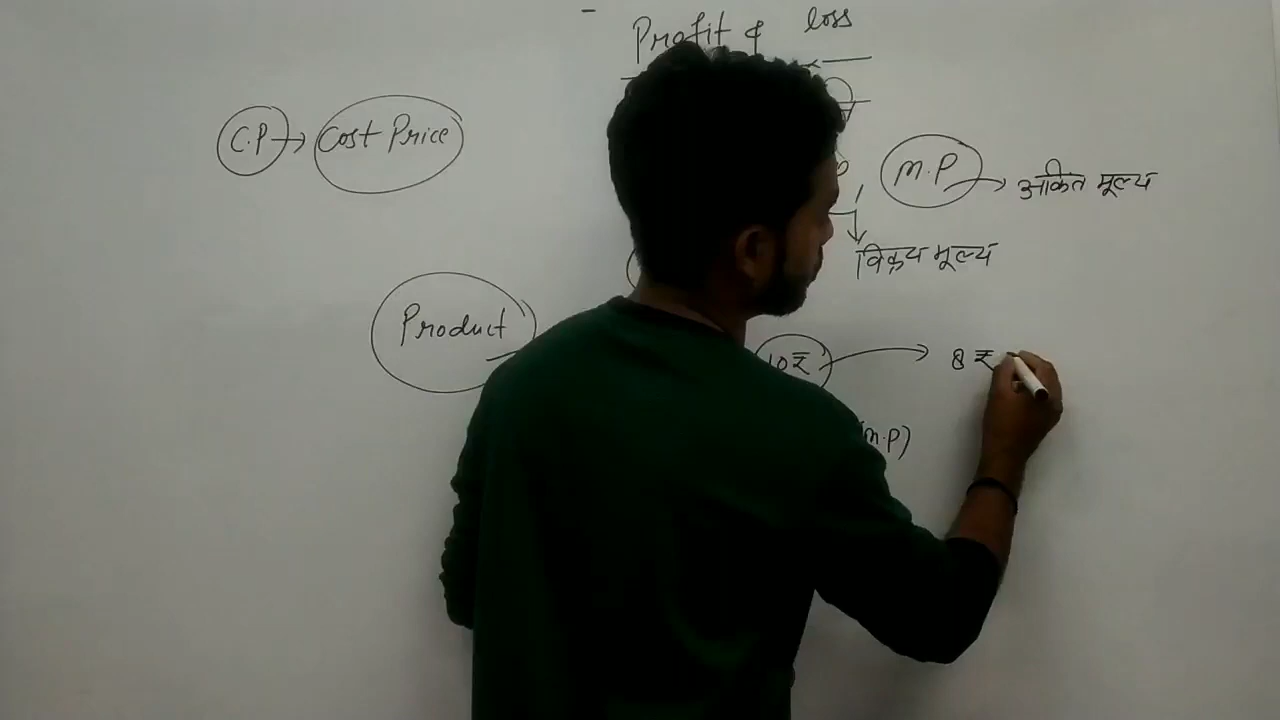 Profit & loss
C.P → Cost Price
M.P → अंकित मूल्य
विक्रय मूल्य
Product
10₹ → 8₹
(M.P)